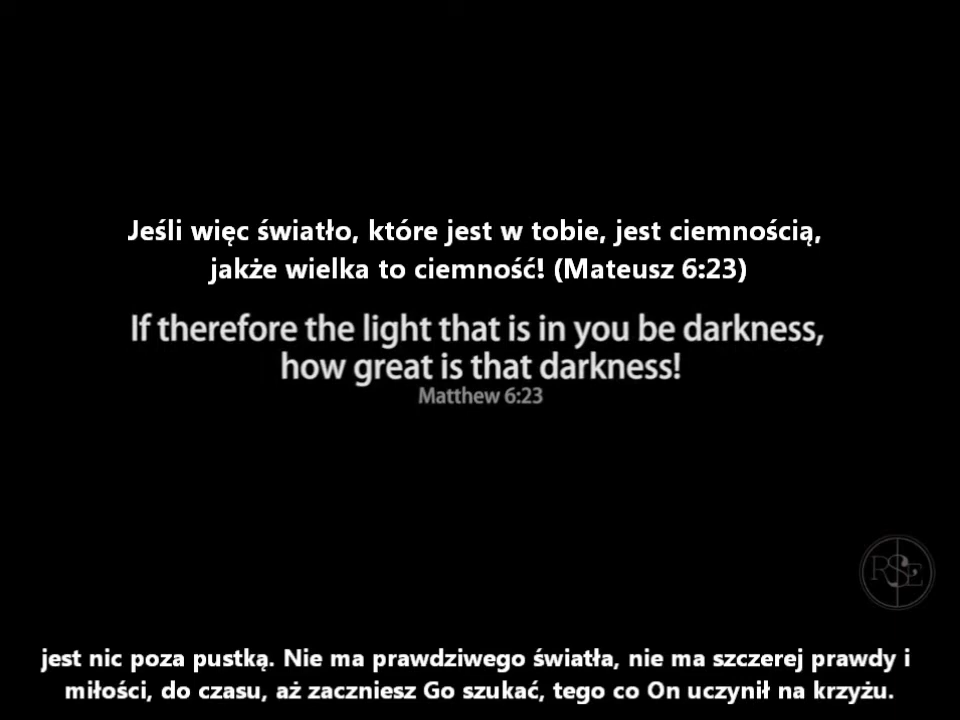 Jeśli więc światło, które jest w tobie, jest ciemnością,
jakże wielka to ciemność! (Mateusz 6:23)
If therefore the light that is in you be darkness,
how great is that darkness!
Matthew 6:23
RSE
jest nic poza pustką. Nie ma prawdziwego światła, nie ma szczerej prawdy i
miłości, do czasu, aż zaczniesz Go szukać, tego co On uczynił na krzyżu.